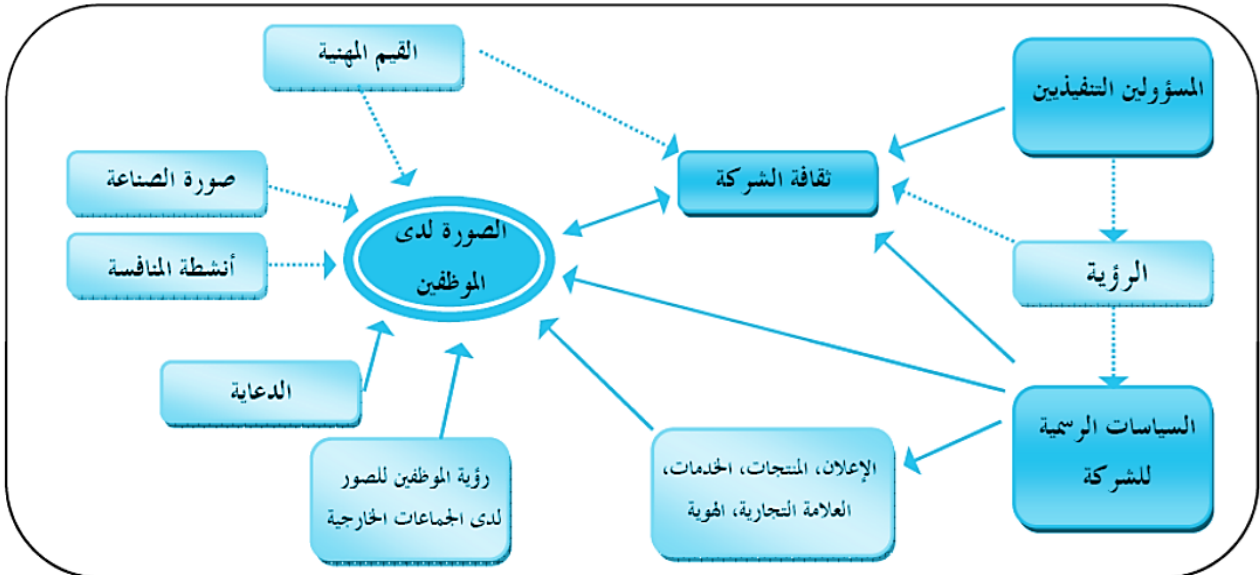 القيم المهنية
المسؤولين التنفيذيين
صورة الصناعة
ثقافة الشركة
الصورة لدى
الموظفين
أنشطة المنافسة
الرؤية
الدعاية
السياسات الرسمية
للشركة
رؤية الموظفين للصور
لدى الجماعات الخارجية
الإعلان، المنتجات، الخدمات،
العلامة التجارية، الهوية